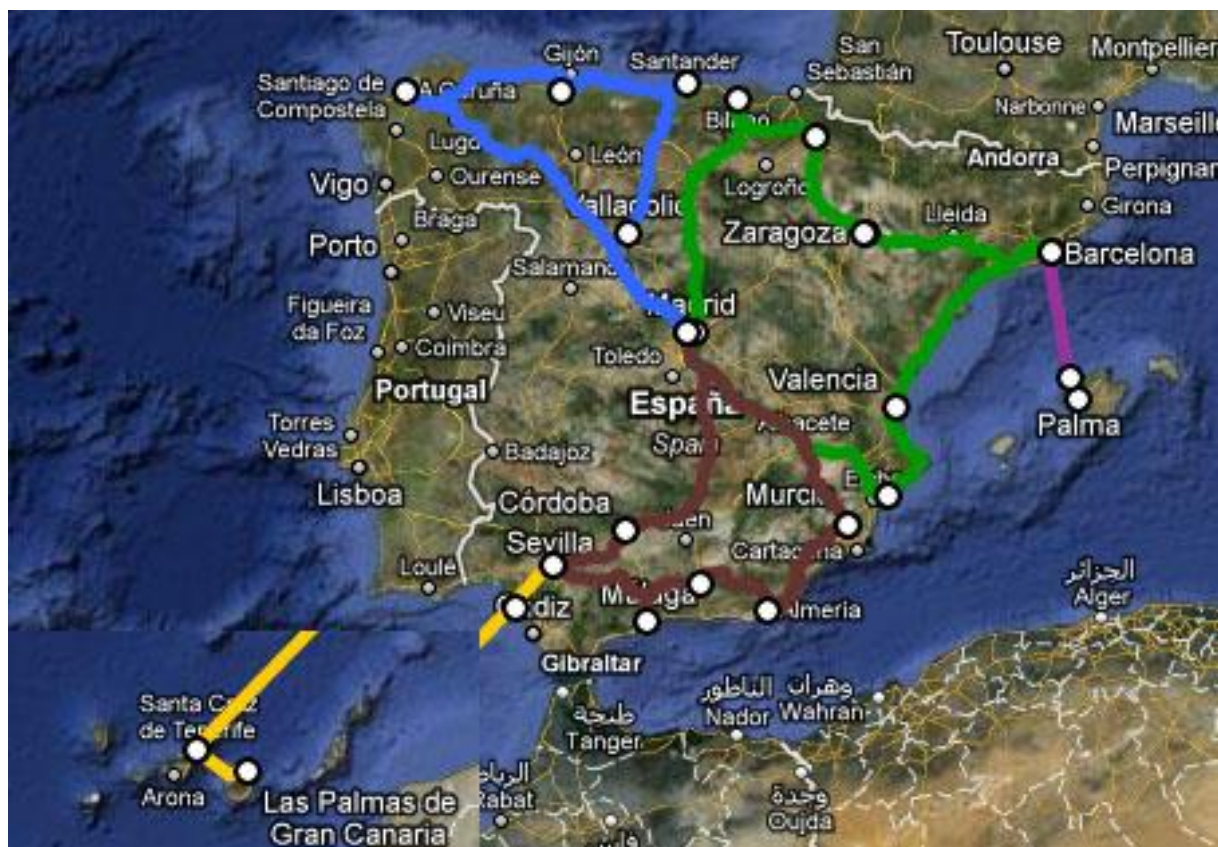 Gijón
Santander
San
Sebastián
Toulouse
Montpellier
Santiago de
Compostela
A Coruña
Bilbao
Narbonne
Marseille
Lugo
León
Andorra
Perpignan
Vigo
Ourense
Logroño
Girona
Braga
Valladolid
Lleida
Porto
Zaragoza
Barcelona
Salamanca
Figueira
da Foz
Viseu
Madrid
Coimbra
Toledo
Portugal
España
Spain
Valencia
Albacete
Palma
Torres
Vedras
Badajoz
Lisboa
Córdoba
Murcia
Sevilla
Jaén
Cartagena
Loulé
Málaga
Almeria
الجزائر
Alger
Cádiz
Gibraltar
طنجة
Tanger
الناطور
Nador
وهران
Wahran
Santa Cruz
de Tenerife
Arona
Las Palmas de
Gran Canaria
Rabat
وجدة
Oujda